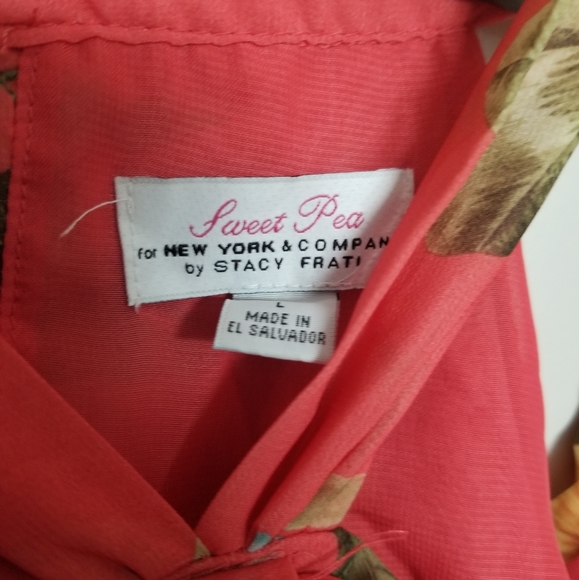 Sweet Pea
for NEW YORK & COMPAN
by STACY FRATI
L
MADE IN
EL SALVADOR